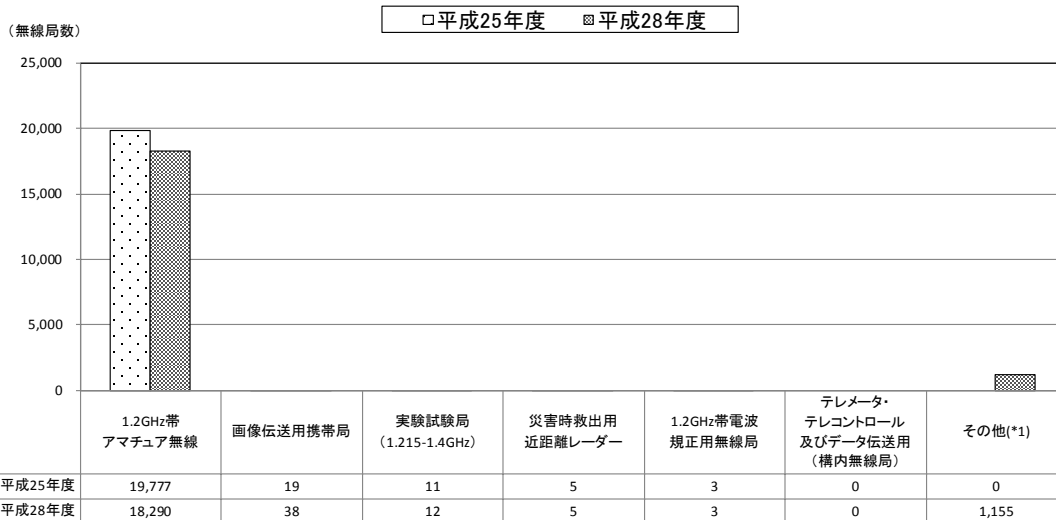 平成25年度 平成28年度
（無線局数）
25,000
20,000
15,000
10,000
5,000
0
1.2GHz帯
アマチュア無線
画像伝送用携帯局
実験試験局
（1.215-1.4GHz）
災害時救出用
近距離レーダー
1.2GHz帯電波
規正用無線局
テレメータ・
テレコントロール
及びデータ伝送用
（構内無線局）
その他(*1)
平成25年度 19,777 19 11 5 3 0 0
平成28年度 18,290 38 12 5 3 0 1,155